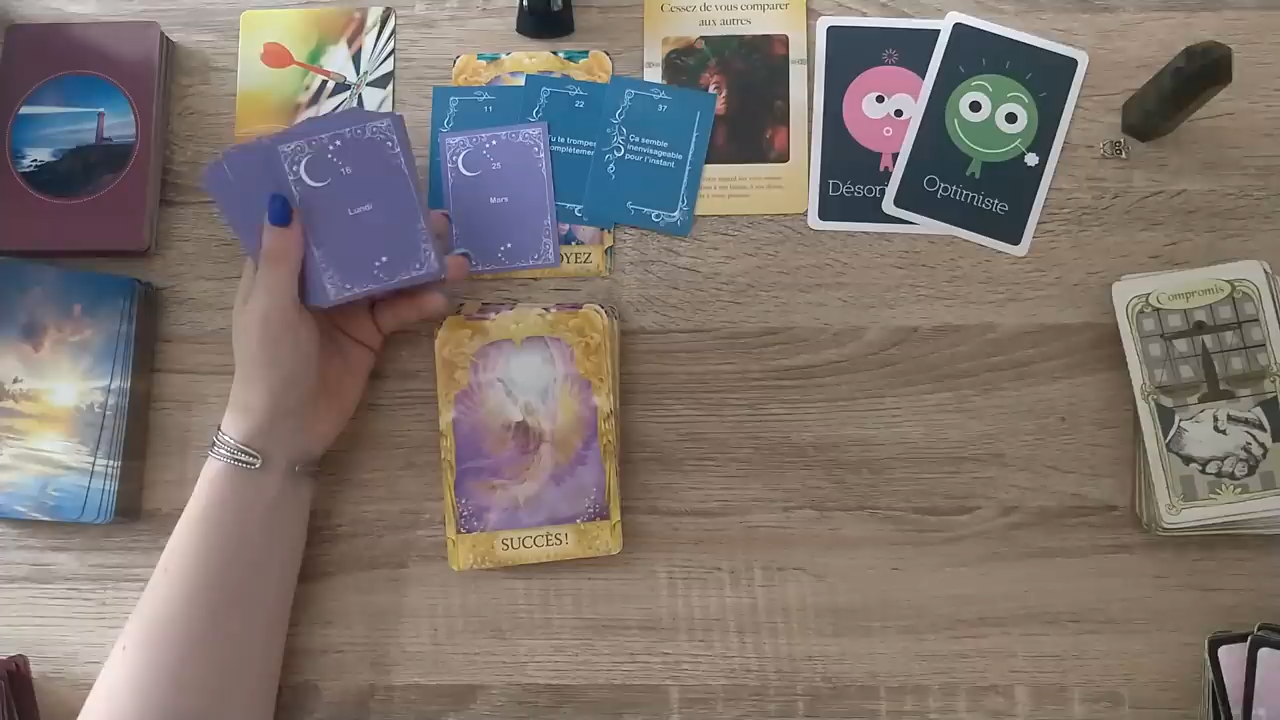 Cessez de vous comparer
aux autres
11
22
Tu te trompes
complètement
37
Ça semble
inenvisageable
pour l'instant.
16
Lundi
25
Mars
OYEZ
Désori
Optimiste
Compromis
SUCCÈS!